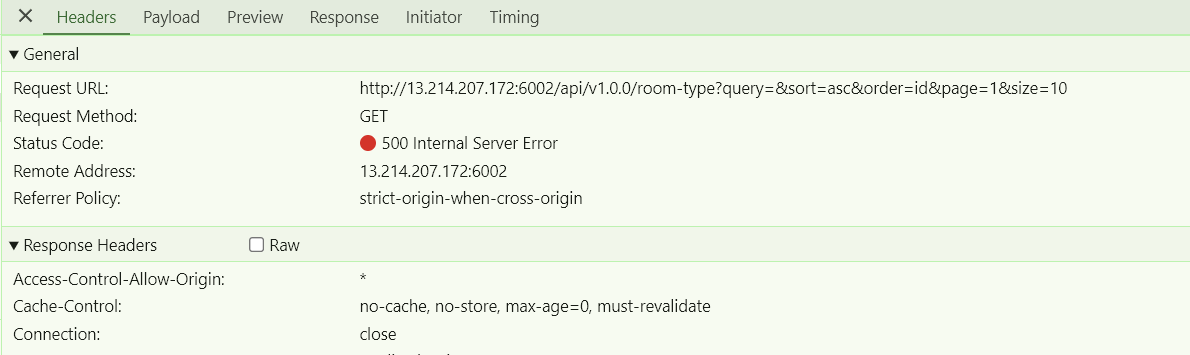 Headers Payload Preview Response Initiator Timing
General
Request URL: http://13.214.207.172:6002/api/v1.0.0/room-type?query=&sort=asc&order=id&page=1&size=10
Request Method: GET
Status Code: 500 Internal Server Error
Remote Address: 13.214.207.172:6002
Referrer Policy: strict-origin-when-cross-origin
Response Headers Raw
Access-Control-Allow-Origin: *
Cache-Control: no-cache, no-store, max-age=0, must-revalidate
Connection: close